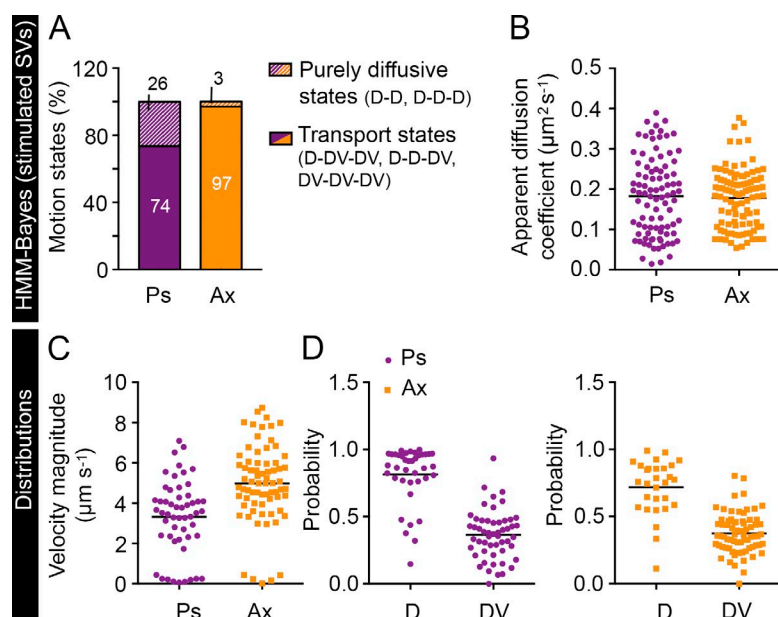 HMM-Bayes (stimulated SVs)
A
Motion states (%)
120
80
40
0
26
3
74
97
Ps
Ax
Purely diffusive
states (D-D, D-D-D)
Transport states
(D-DV-DV, D-D-DV,
DV-DV-DV)
B
Apparent diffusion
coefficient (μm² s⁻¹)
0.5
0.4
0.3
0.2
0.1
0.0
Ps
Ax
Distributions
C
Velocity magnitude
(μm s⁻¹)
10
8
6
4
2
0
Ps
Ax
D
Ps
Ax
Probability
1.5
1.0
0.5
0.0
D
DV
Probability
1.5
1.0
0.5
0.0
D
DV